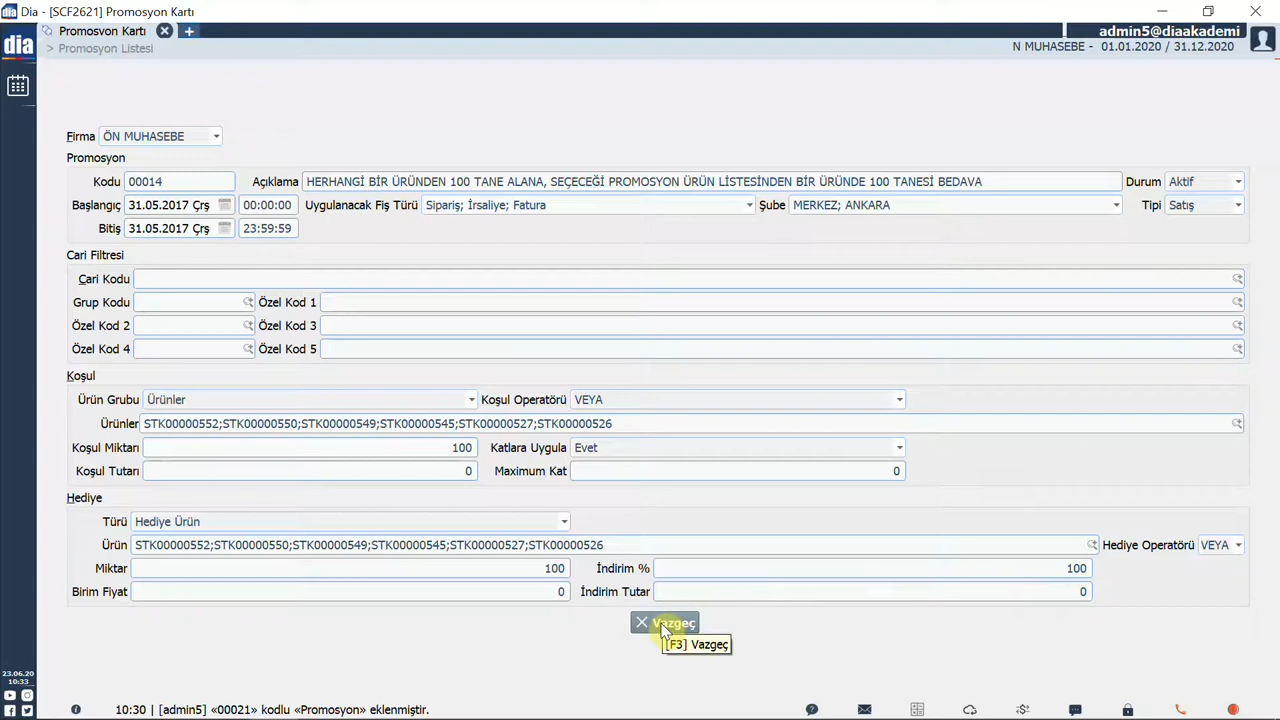 Dia - [SCF2621] Promosyon Kartı
dia
Promosyon Kartı
> Promosyon Listesi
admin5@diaakademi
N MUHASEBE - 01.01.2020 / 31.12.2020
Firma ÖN MUHASEBE
Promosyon
Kodu 00014 Açıklama HERHANGİ BİR ÜRÜNDEN 100 TANE ALANA, SEÇECEĞİ PROMOSYON ÜRÜN LİSTESİNDEN BİR ÜRÜNDE 100 TANESİ BEDAVA Durum Aktif
Başlangıç 31.05.2017 Çrş 00:00:00 Uygulanacak Fiş Türü Sipariş; İrsaliye; Fatura Şube MERKEZ; ANKARA Tipi Satış
Bitiş 31.05.2017 Çrş 23:59:59
Cari Filtresi
Cari Kodu
Grup Kodu Özel Kod 1
Özel Kod 2 Özel Kod 3
Özel Kod 4 Özel Kod 5
Koşul
Ürün Grubu Ürünler Koşul Operatörü VEYA
Ürünler STK00000552;STK00000550;STK00000549;STK00000545;STK00000527;STK00000526
Koşul Miktarı 100 Katlara Uygula Evet
Koşul Tutarı 0 Maximum Kat 0
Hediye
Türü Hediye Ürün
Ürün STK00000552;STK00000550;STK00000549;STK00000545;STK00000527;STK00000526 Hediye Operatörü VEYA
Miktar 100 İndirim % 100
Birim Fiyat 0 İndirim Tutar 0
Vazgeç
[F3] Vazgeç
23.06.20
10:33
10:30 | [admin5] «00021» kodlu «Promosyon» eklenmiştir.